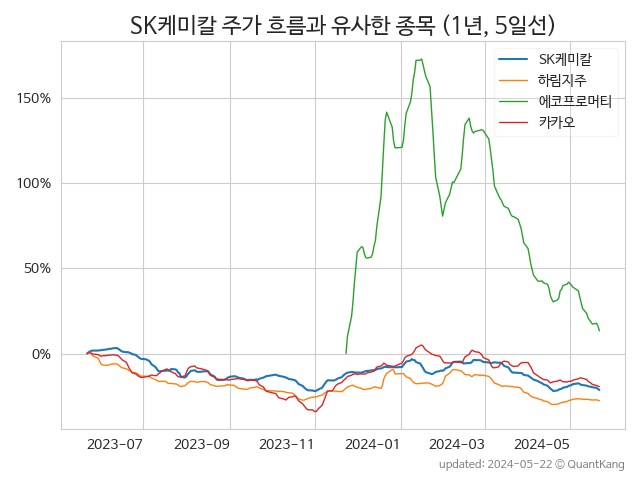 SK케미칼 주가 흐름과 유사한 종목 (1년, 5일선)
SK케미칼
하림지주
에코프로머티
카카오
150%
100%
50%
0%
2023-07 2023-09 2023-11 2024-01 2024-03 2024-05
updated: 2024-05-22 © QuantKang